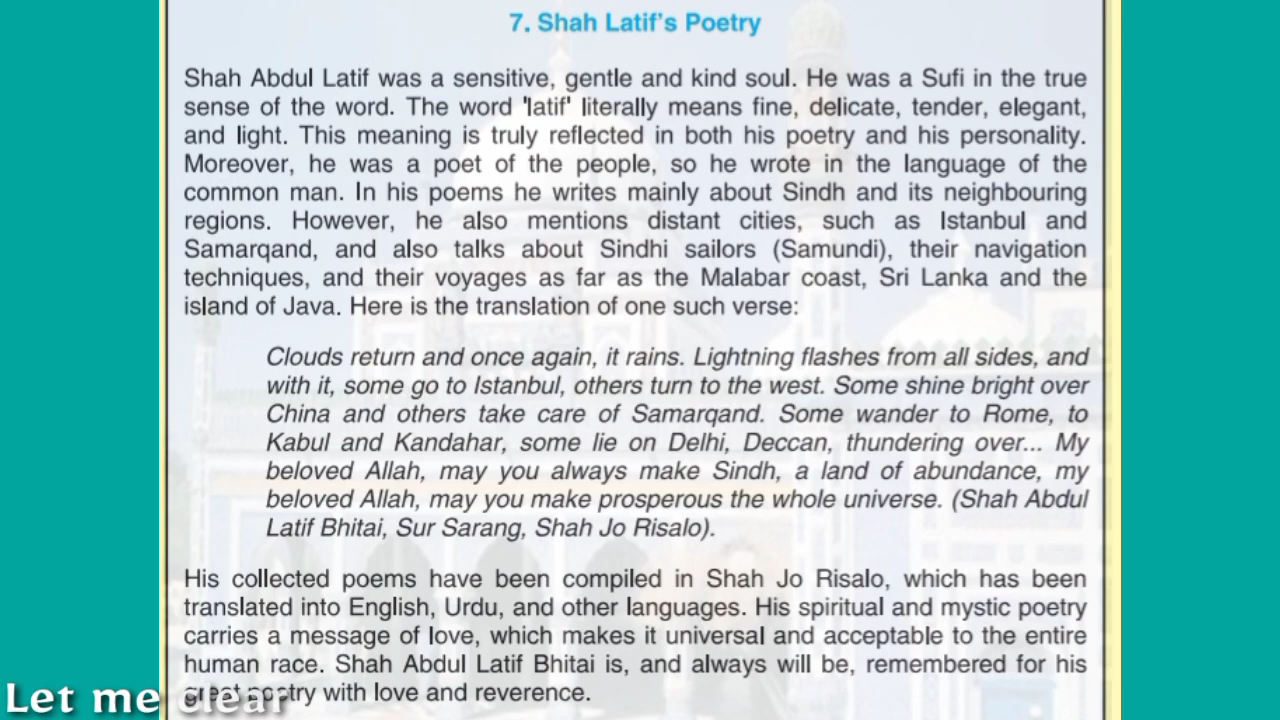 7. Shah Latif's Poetry
Shah Abdul Latif was a sensitive, gentle and kind soul. He was a Sufi in the true
sense of the word. The word 'latif' literally means fine, delicate, tender, elegant,
and light. This meaning is truly reflected in both his poetry and his personality.
Moreover, he was a poet of the people, so he wrote in the language of the
common man. In his poems he writes mainly about Sindh and its neighbouring
regions. However, he also mentions distant cities, such as Istanbul and
Samarqand, and also talks about Sindhi sailors (Samundi), their navigation
techniques, and their voyages as far as the Malabar coast, Sri Lanka and the
island of Java. Here is the translation of one such verse:
Clouds return and once again, it rains. Lightning flashes from all sides, and
with it, some go to Istanbul, others turn to the west. Some shine bright over
China and others take care of Samarqand. Some wander to Rome, to
Kabul and Kandahar, some lie on Delhi, Deccan, thundering over... My
beloved Allah, may you always make Sindh, a land of abundance, my
beloved Allah, may you make prosperous the whole universe. (Shah Abdul
Latif Bhitai, Sur Sarang, Shah Jo Risalo).
His collected poems have been compiled in Shah Jo Risalo, which has been
translated into English, Urdu, and other languages. His spiritual and mystic poetry
carries a message of love, which makes it universal and acceptable to the entire
human race. Shah Abdul Latif Bhitai is, and always will be, remembered for his
great poetry with love and reverence.
Let me clear